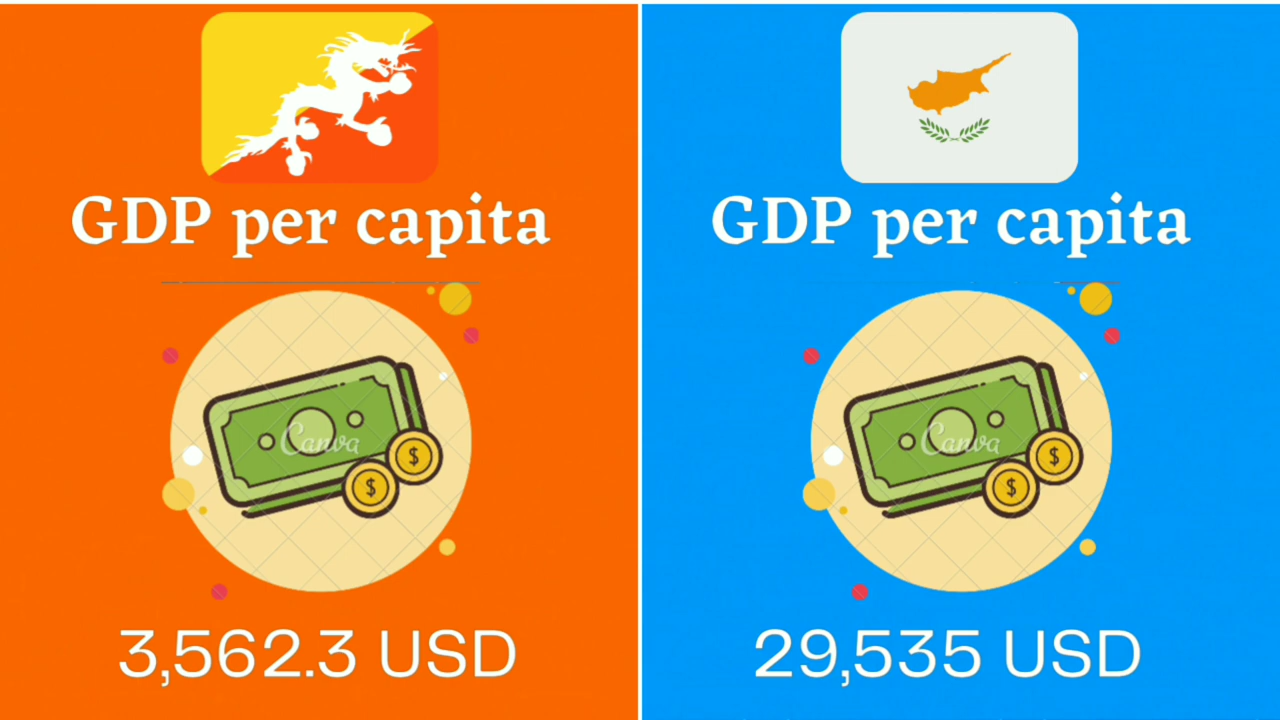 GDP per capita
Canva
$
$
3,562.3 USD
GDP per capita
Canva
$
$
29,535 USD